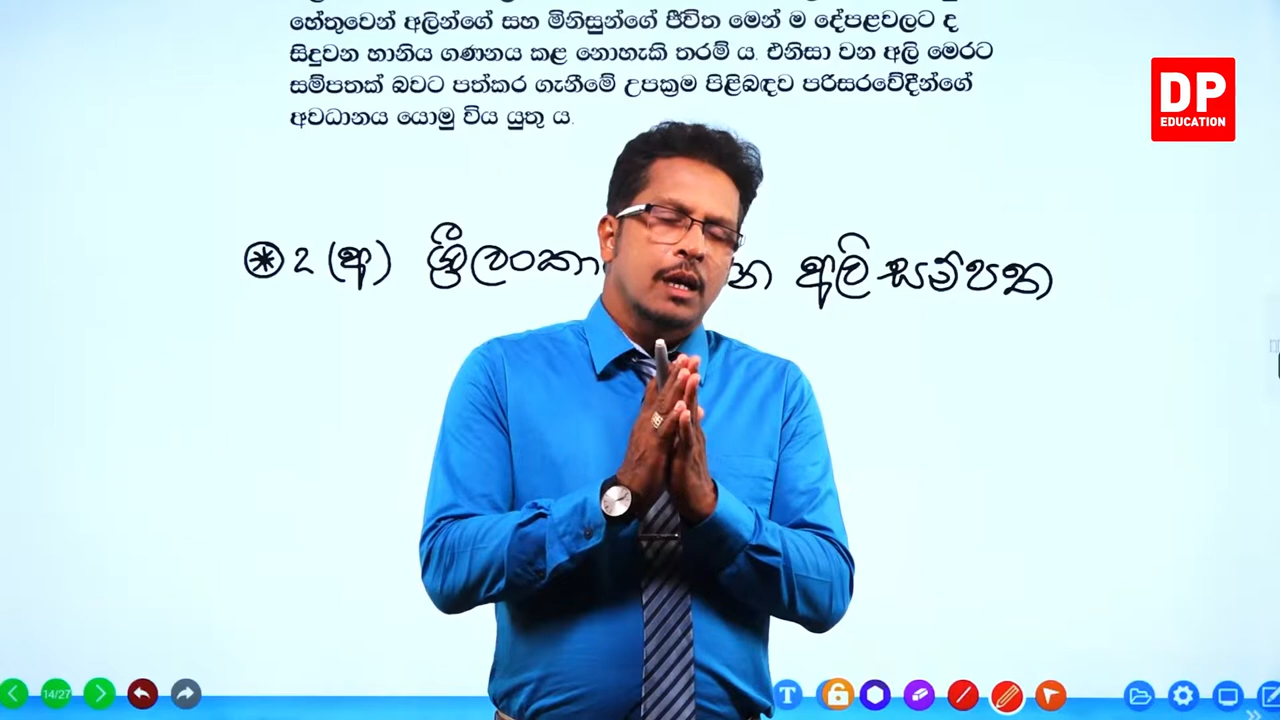 හේතුවෙන් අලින්ගේ සහ මිනිසුන්ගේ ජීවිත මෙන් ම දේපළවලට ද
සිදුවන හානිය ගණනය කළ නොහැකි තරම් ය. එනිසා වන අලි මෙරට
සම්පතක් බවට පත්කර ගැනීමේ උපක්‍රම පිළිබඳව පරිසරවේදීන්ගේ
අවධානය යොමු විය යුතු ය.
DP
EDUCATION
2 (අ) ශ්‍රීලංකා න අලි සම්පත
14/27
T